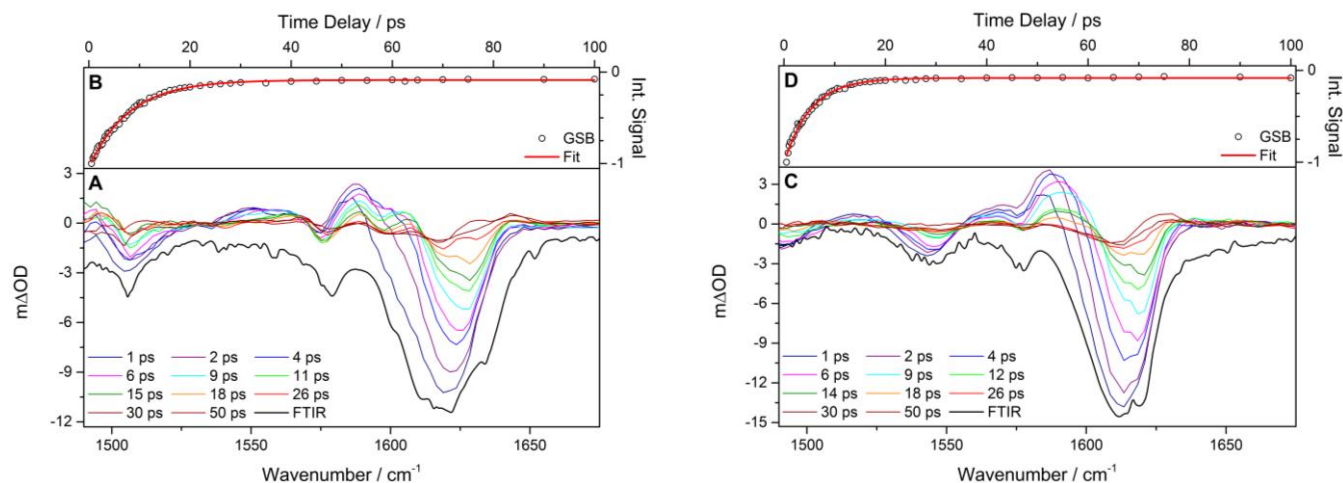 Time Delay / ps
0 20 40 60 80 100
B
0
-1
Int. Signal
GSB
Fit
A
3
0
-3
-6
-9
-12
mΔOD
1 ps 2 ps 4 ps
6 ps 9 ps 11 ps
15 ps 18 ps 26 ps
30 ps 50 ps FTIR
1500 1550 1600 1650
Wavenumber / cm⁻¹
Time Delay / ps
0 20 40 60 80 100
D
0
-1
Int. Signal
GSB
Fit
C
3
0
-3
-6
-9
-12
-15
mΔOD
1 ps 2 ps 4 ps
6 ps 9 ps 12 ps
14 ps 18 ps 26 ps
30 ps 50 ps FTIR
1500 1550 1600 1650
Wavenumber / cm⁻¹